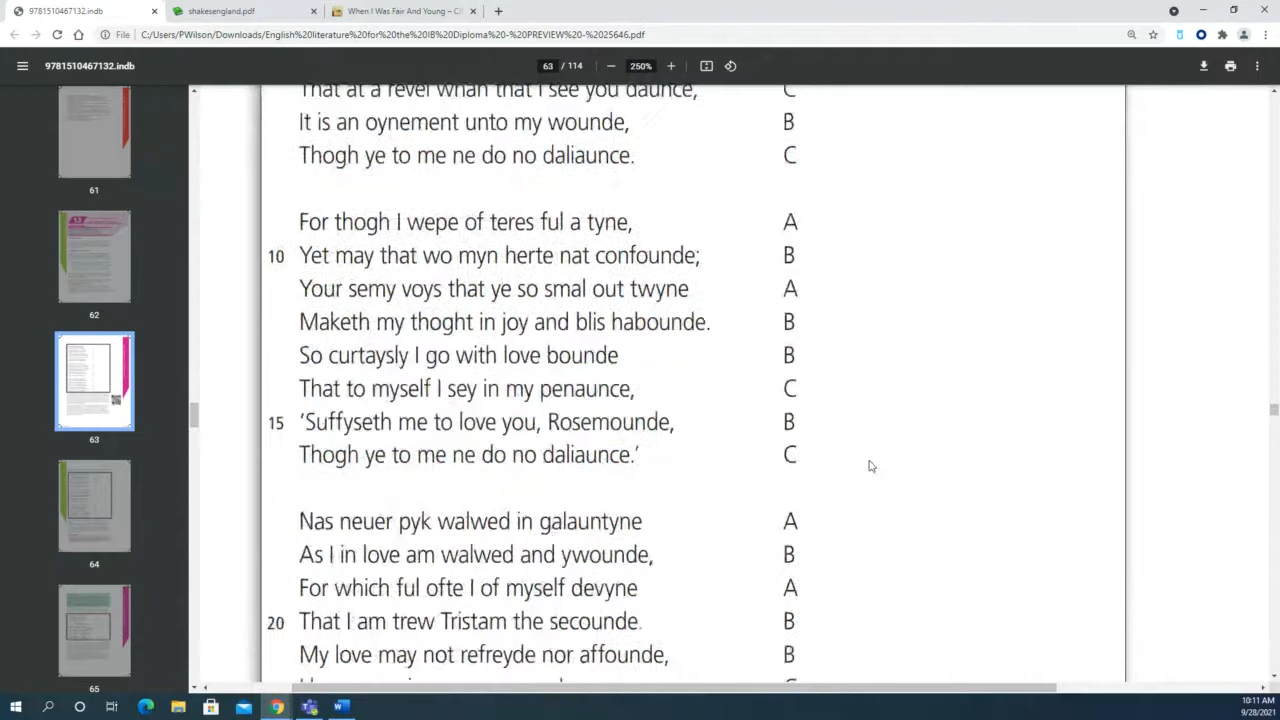 9781510467132.indb
shakesengland.pdf
When I Was Fair And Young – Cl
File C:/Users/PWilson/Downloads/English%20literature%20for%20the%20IB%20Diploma%20-%20PREVIEW%20-%2025646.pdf
9781510467132.indb
63 / 114
250%
That at a revel whan that I see you daunce, C
It is an oynement unto my wounde, B
Thogh ye to me ne do no daliaunce. C
For thogh I wepe of teres ful a tyne, A
10 Yet may that wo myn herte nat confounde; B
Your semy voys that ye so smal out twyne A
Maketh my thoght in joy and blis habounde. B
So curtaysly I go with love bounde B
That to myself I sey in my penaunce, C
15 ‘Suffyseth me to love you, Rosemounde, B
Thogh ye to me ne do no daliaunce.’ C
Nas neuer pyk walwed in galauntyne A
As I in love am walwed and ywounde, B
For which ful ofte I of myself devyne A
20 That I am trew Tristam the secounde. B
My love may not refreyde nor affounde, B
61
62
63
64
65
10:11 AM
9/28/2021